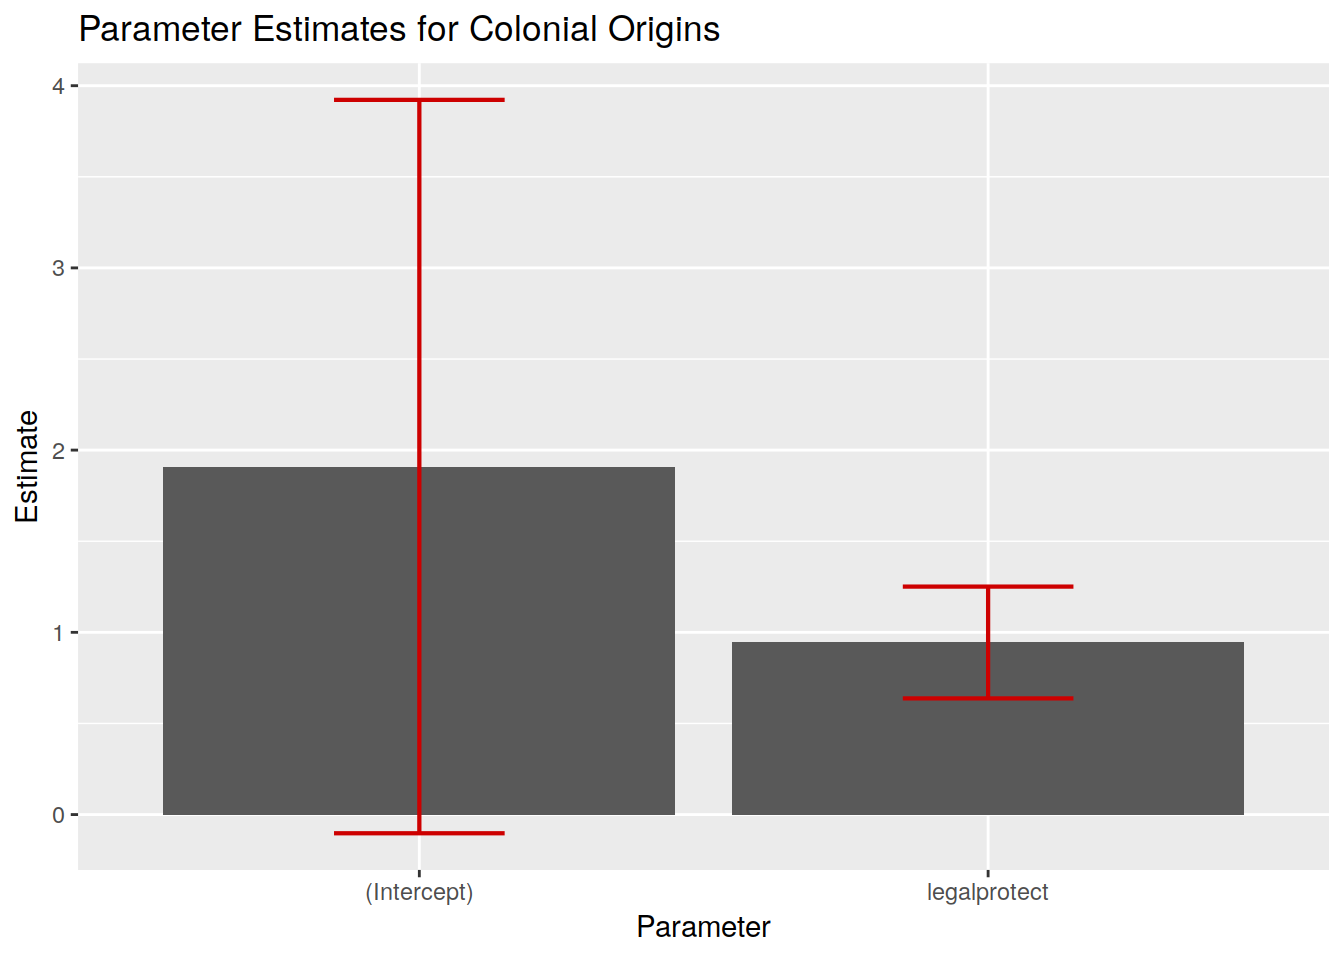 Parameter Estimates for Colonial Origins
4
3
2
1
0
Estimate
(Intercept)
legalprotect
Parameter